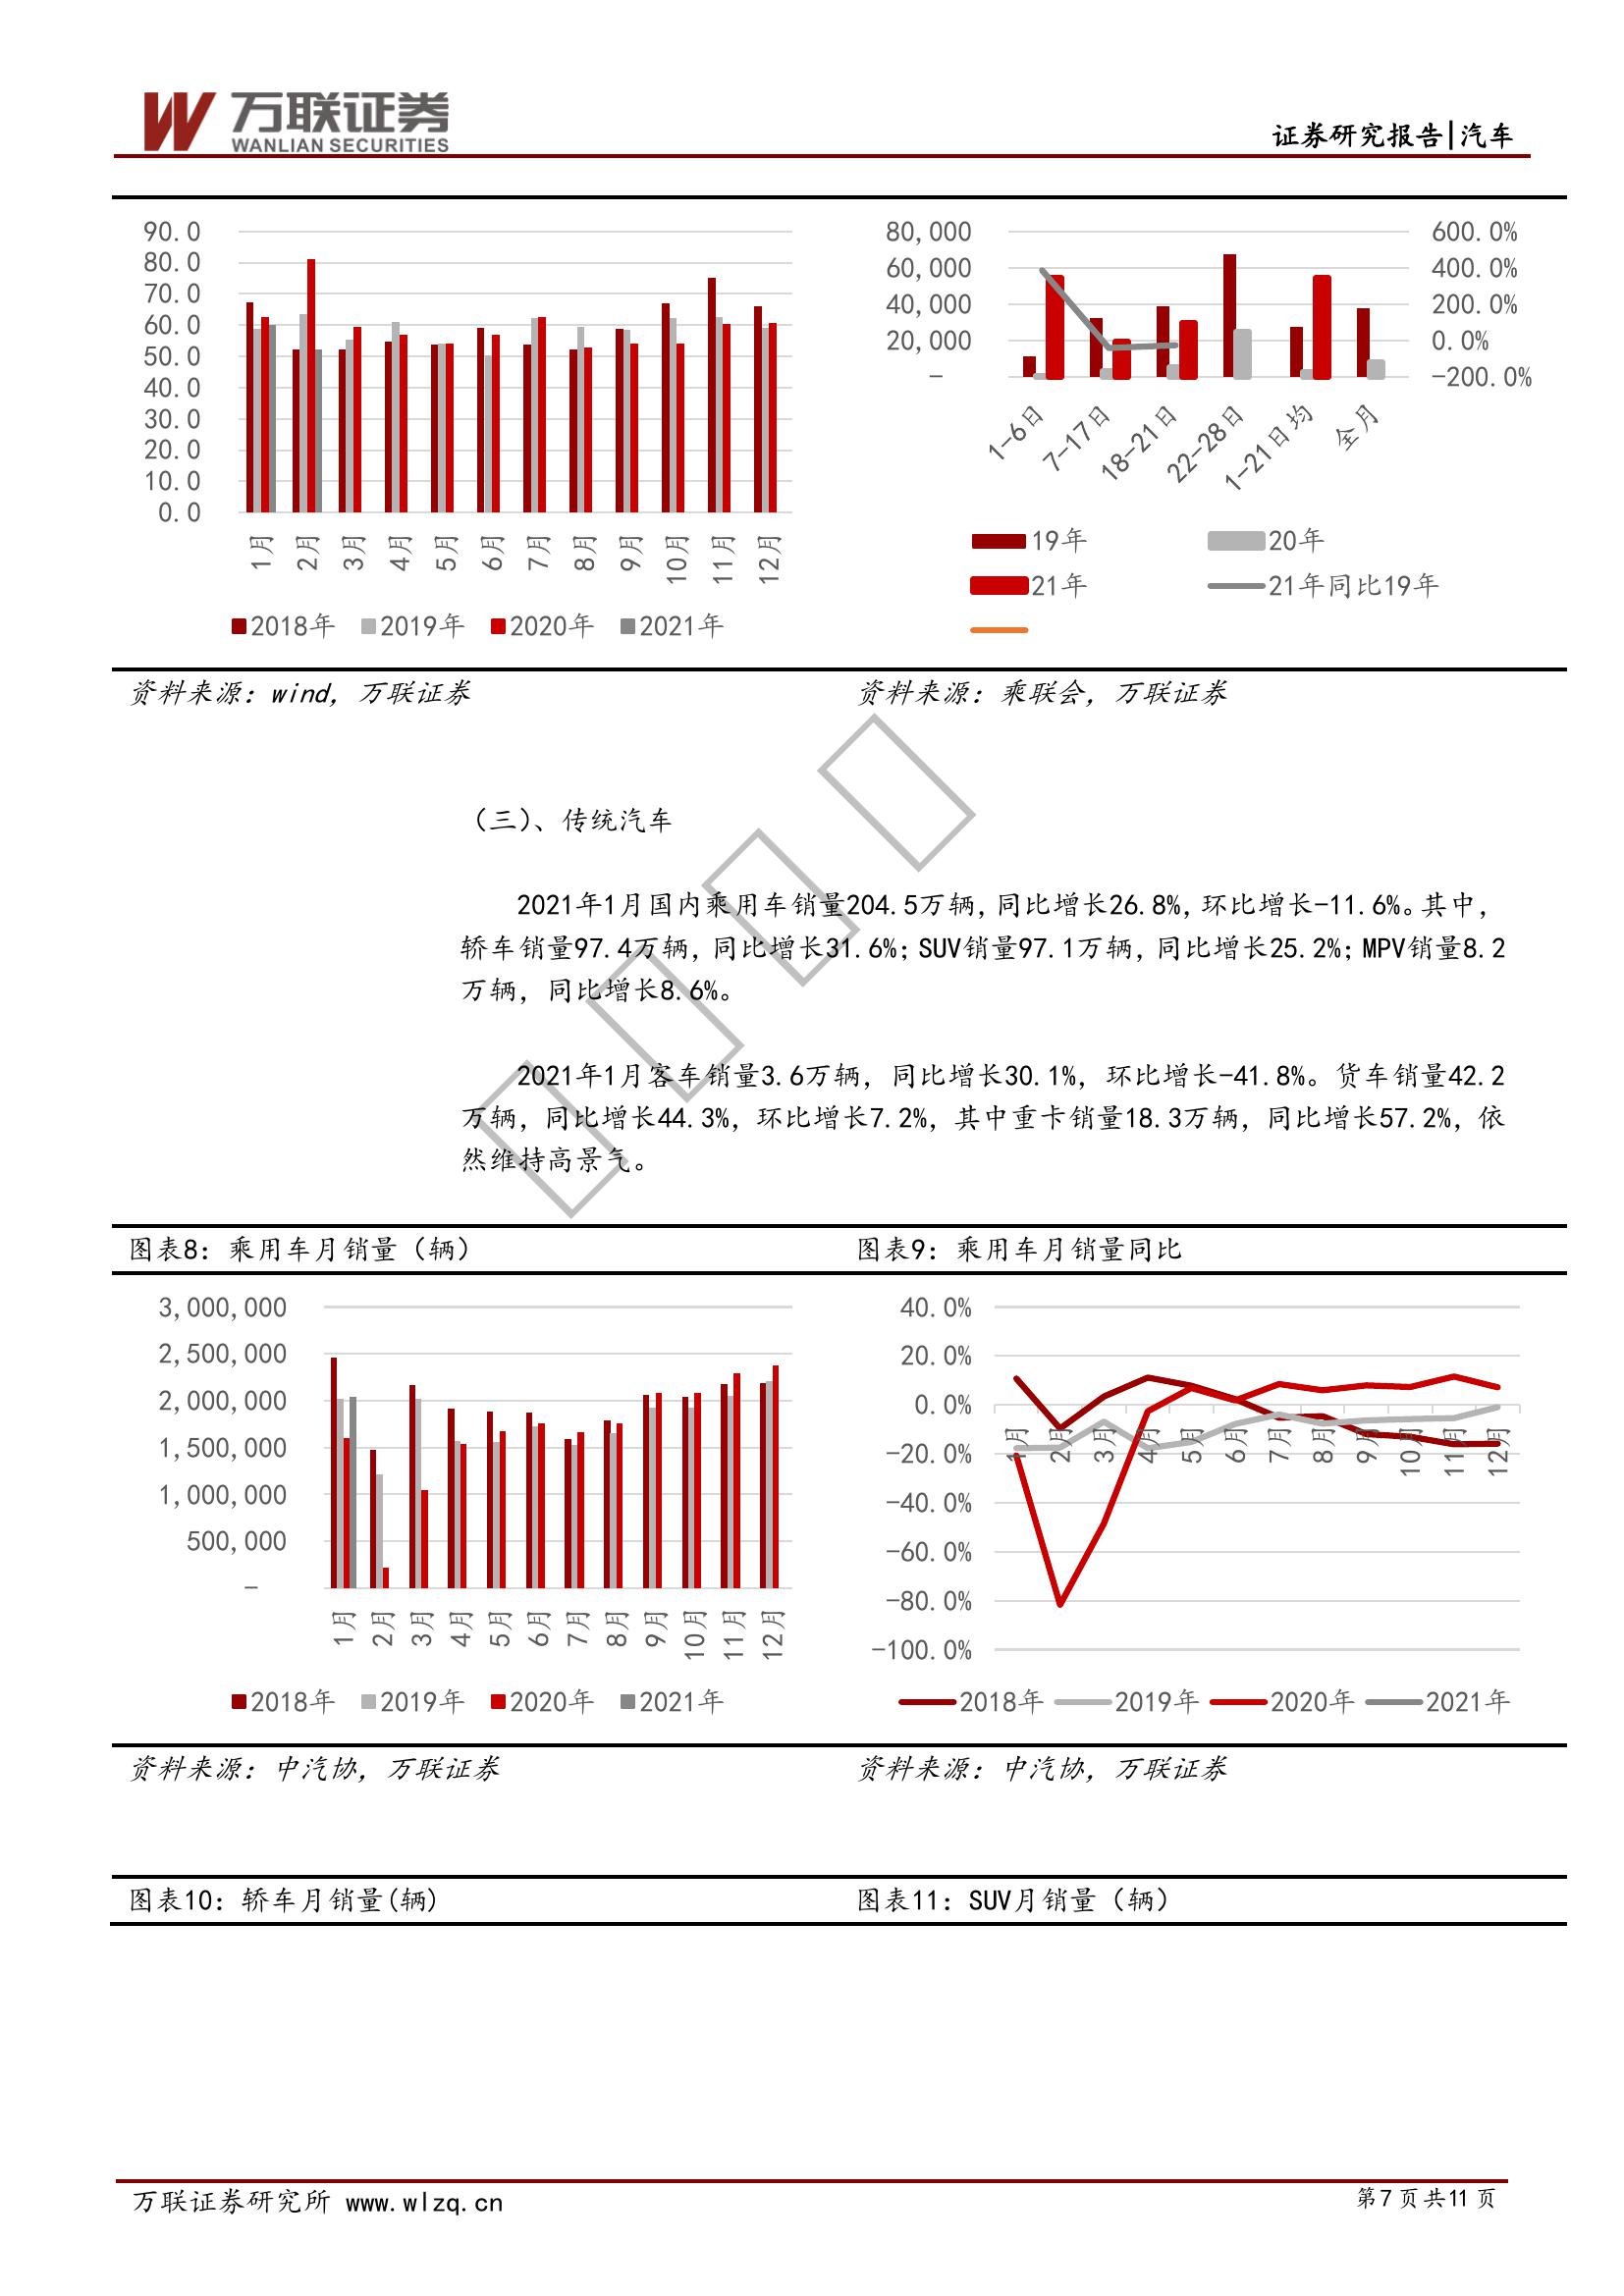 万联证券
WANLIAN SECURITIES
证券研究报告|汽车
90.0
80.0
70.0
60.0
50.0
40.0
30.0
20.0
10.0
0.0
1月 2月 3月 4月 5月 6月 7月 8月 9月 10月 11月 12月
2018年 2019年 2020年 2021年
80,000
60,000
40,000
20,000
-
600.0%
400.0%
200.0%
0.0%
-200.0%
1-6日 7-17日 18-21日 22-28日 1-21日均 全月
19年 20年
21年 21年同比19年
资料来源：wind，万联证券
资料来源：乘联会，万联证券
（三）、传统汽车
2021年1月国内乘用车销量204.5万辆，同比增长26.8%，环比增长-11.6%。其中，
轿车销量97.4万辆，同比增长31.6%；SUV销量97.1万辆，同比增长25.2%；MPV销量8.2
万辆，同比增长8.6%。
2021年1月客车销量3.6万辆，同比增长30.1%，环比增长-41.8%。货车销量42.2
万辆，同比增长44.3%，环比增长7.2%，其中重卡销量18.3万辆，同比增长57.2%，依
然维持高景气。
图表8：乘用车月销量（辆）
图表9：乘用车月销量同比
3,000,000
2,500,000
2,000,000
1,500,000
1,000,000
500,000
-
1月 2月 3月 4月 5月 6月 7月 8月 9月 10月 11月 12月
2018年 2019年 2020年 2021年
40.0%
20.0%
0.0%
-20.0%
-40.0%
-60.0%
-80.0%
-100.0%
1月 2月 3月 4月 5月 6月 7月 8月 9月 10月 11月 12月
2018年 2019年 2020年 2021年
资料来源：中汽协，万联证券
资料来源：中汽协，万联证券
图表10：轿车月销量(辆)
图表11：SUV月销量（辆）
万联证券研究所 www.wlzq.cn
第7页共11页